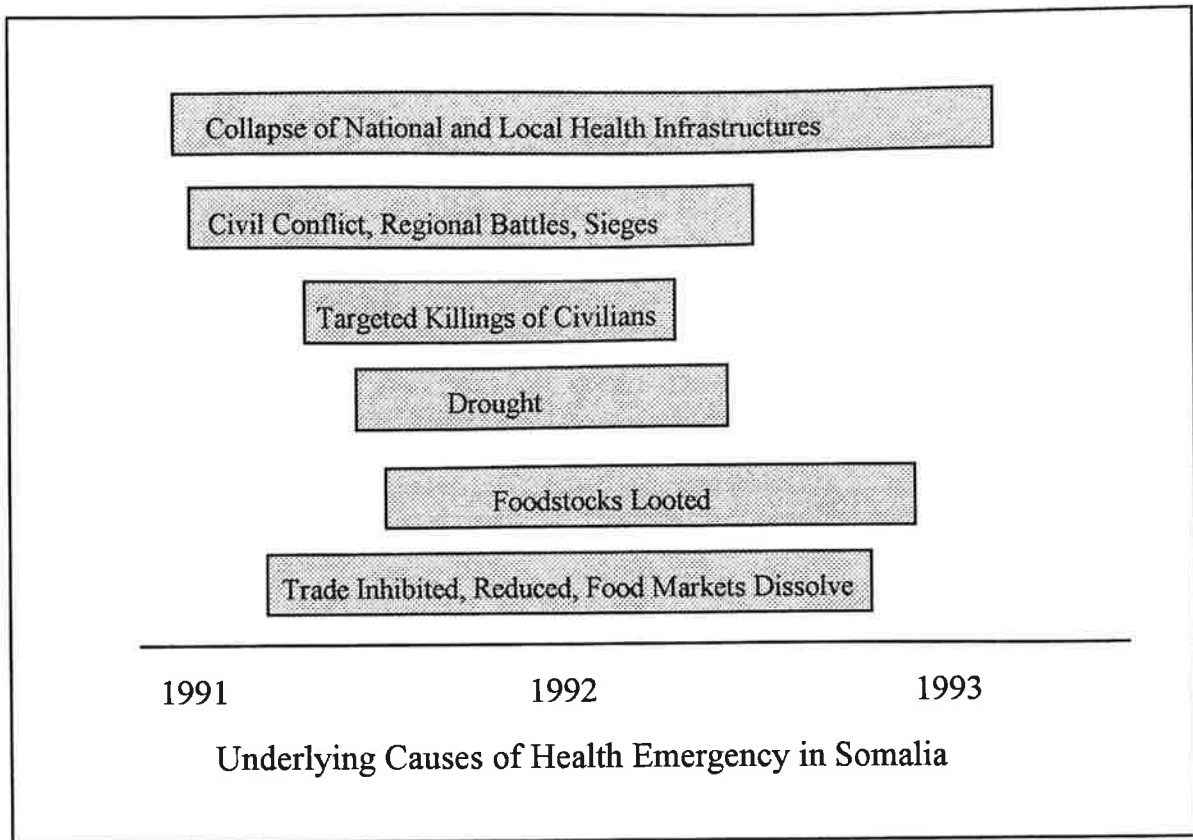 Collapse of National and Local Health Infrastructures
Civil Conflict, Regional Battles, Sieges
Targeted Killings of Civilians
Drought
Foodstocks Looted
Trade Inhibited, Reduced, Food Markets Dissolve
1991 1992 1993
Underlying Causes of Health Emergency in Somalia